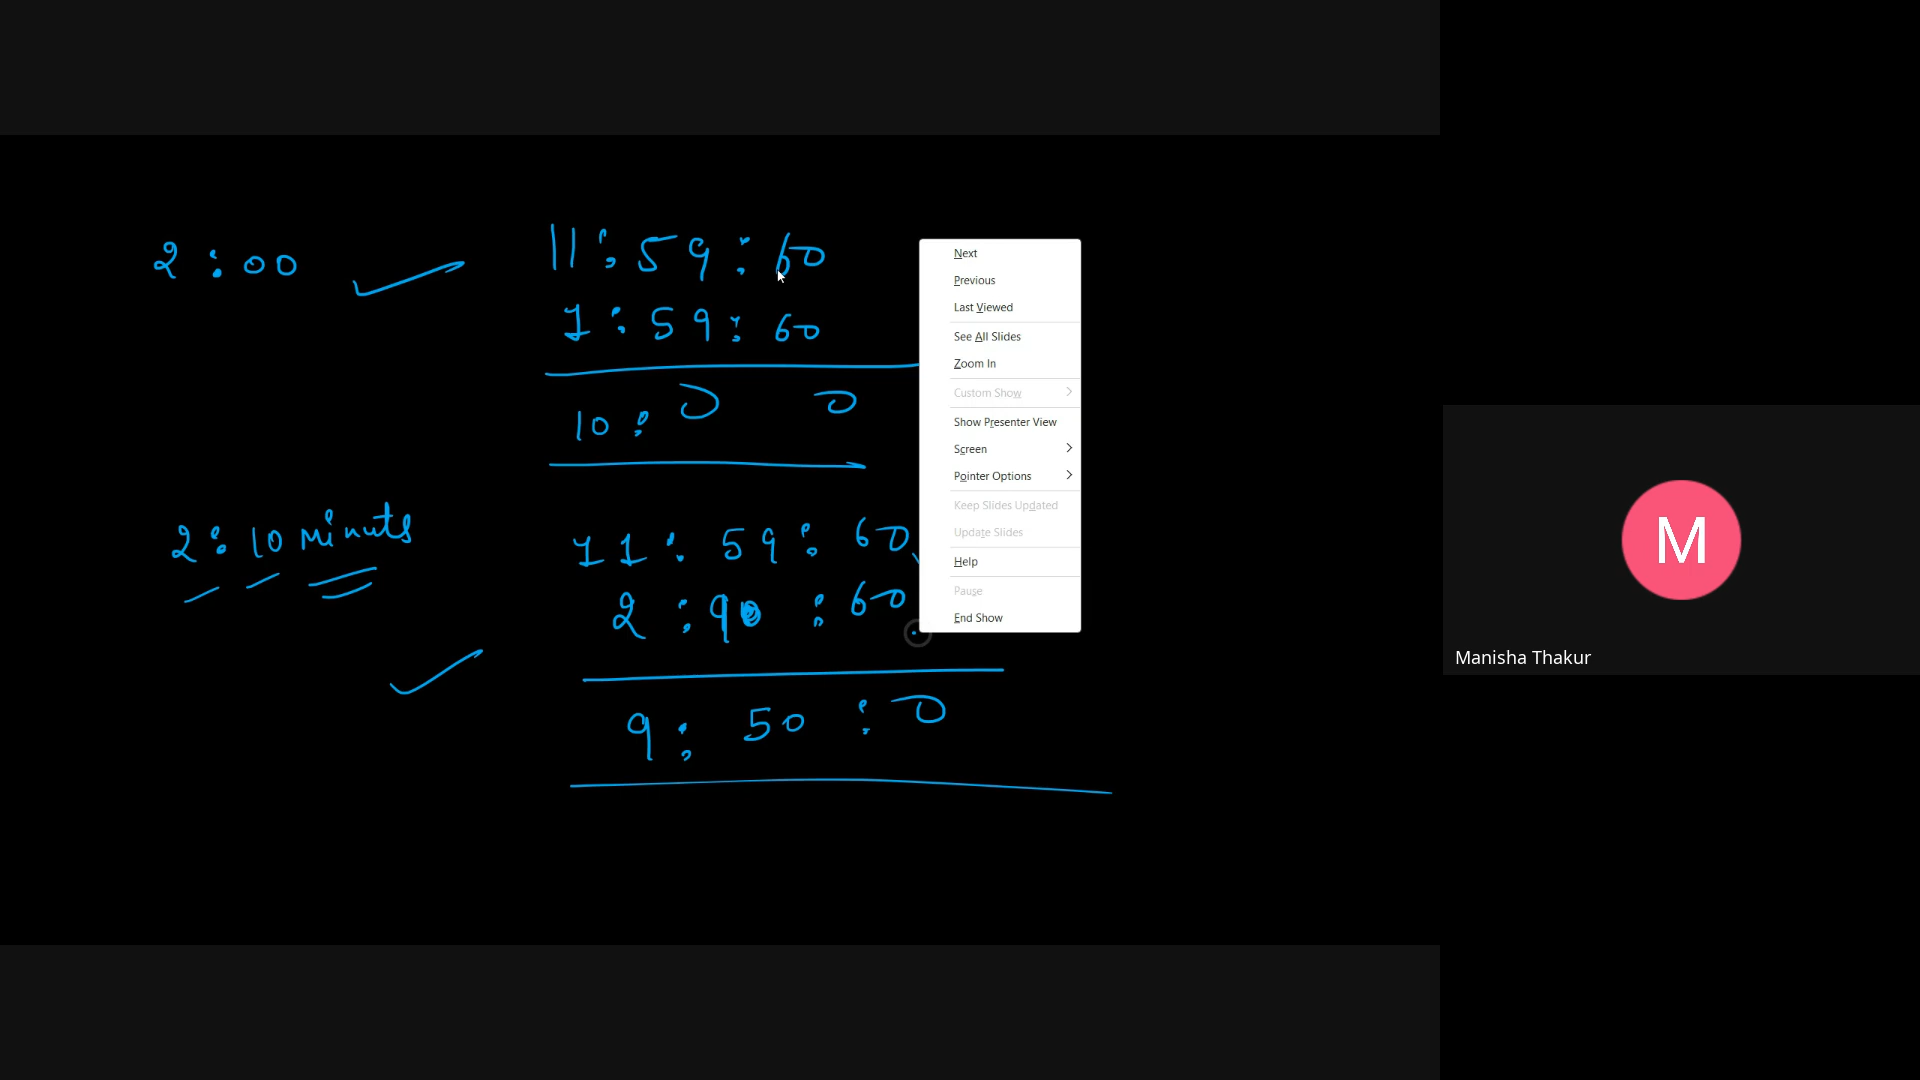 2:00
11:59:60
1:59:60
10: 0 0
2:10 Minuts
11:59:60
2:90:60
9:50:0
Next
Previous
Last Viewed
See All Slides
Zoom In
Custom Show
Show Presenter View
Screen
Pointer Options
Keep Slides Updated
Update Slides
Help
Pause
End Show
M
Manisha Thakur